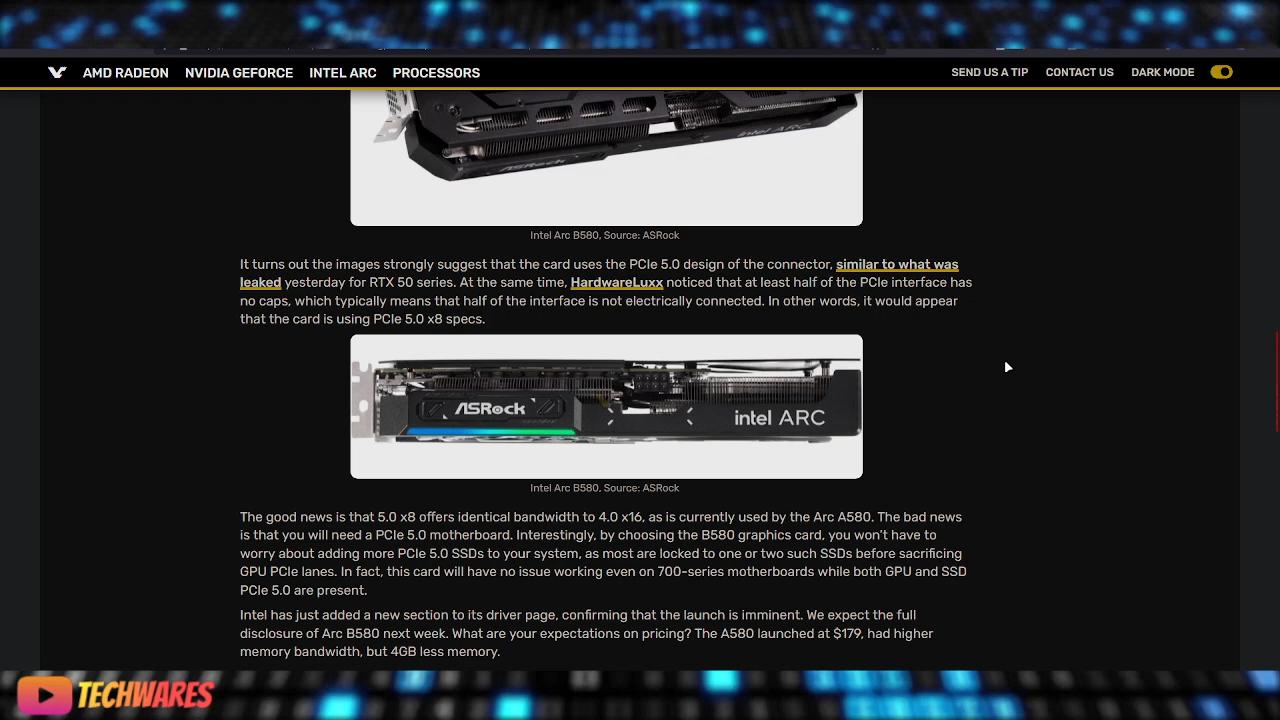 AMD RADEON NVIDIA GEFORCE INTEL ARC PROCESSORS SEND US A TIP CONTACT US DARK MODE
intel ARC
ASRock
Intel Arc B580, Source: ASRock
It turns out the images strongly suggest that the card uses the PCIe 5.0 design of the connector, similar to what was
leaked yesterday for RTX 50 series. At the same time, HardwareLuxx noticed that at least half of the PCIe interface has
no caps, which typically means that half of the interface is not electrically connected. In other words, it would appear
that the card is using PCIe 5.0 x8 specs.
ASRock
intel ARC
Intel Arc B580, Source: ASRock
The good news is that 5.0 x8 offers identical bandwidth to 4.0 x16, as is currently used by the Arc A580. The bad news
is that you will need a PCIe 5.0 motherboard. Interestingly, by choosing the B580 graphics card, you won't have to
worry about adding more PCIe 5.0 SSDs to your system, as most are locked to one or two such SSDs before sacrificing
GPU PCIe lanes. In fact, this card will have no issue working even on 700-series motherboards while both GPU and SSD
PCIe 5.0 are present.
Intel has just added a new section to its driver page, confirming that the launch is imminent. We expect the full
disclosure of Arc B580 next week. What are your expectations on pricing? The A580 launched at $179, had higher
memory bandwidth, but 4GB less memory.
TECHWARES